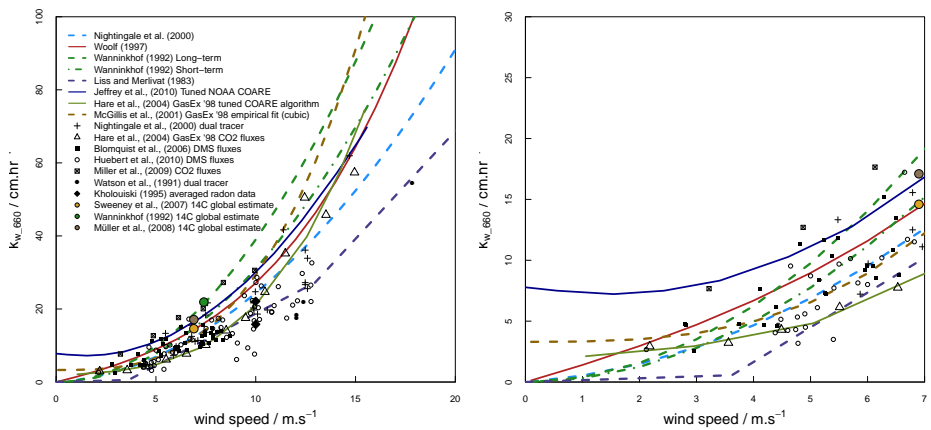 Nightingale et al. (2000)
Woolf (1997)
Wanninkhof (1992) Long−term
Wanninkhof (1992) Short−term
Liss and Merlivat (1983)
Jeffrey et al., (2010) Tuned NOAA COARE
Hare et al., (2004) GasEx '98 tuned COARE algorithm
McGillis et al., (2001) GasEx '98 empirical fit (cubic)
Nightingale et al., (2000) dual tracer
Hare et al., (2004) GasEx '98 CO2 fluxes
Blomquist et al., (2006) DMS fluxes
Huebert et al., (2010) DMS fluxes
Miller et al., (2009) CO2 fluxes
Watson et al., (1991) dual tracer
Kholouiski (1995) averaged radon data
Sweeney et al., (2007) 14C global estimate
Wanninkhof (1992) 14C global estimate
Müller et al., (2008) 14C global estimate
100
80
60
40
20
0
κw_660 / cm.hr
0 5 10 15 20
wind speed / m.s−1
30
25
20
15
10
5
0
κw_660 / cm.hr
0 1 2 3 4 5 6 7
wind speed / m.s−1